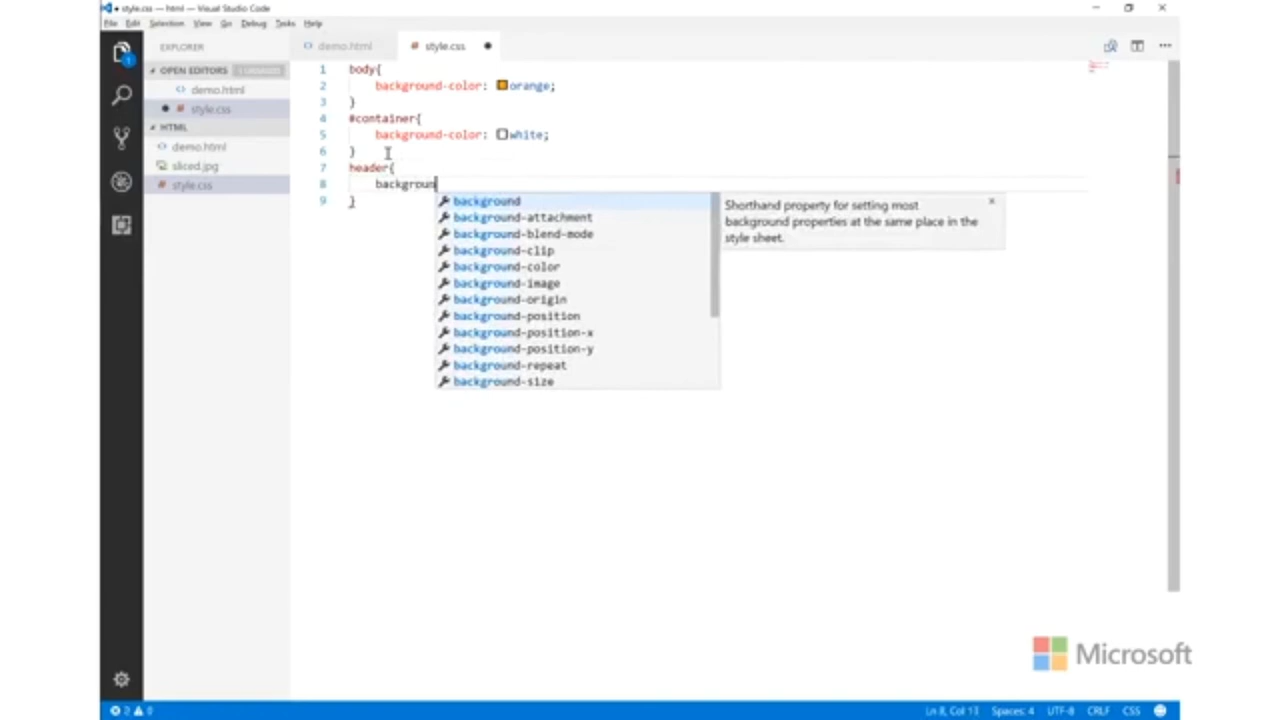 style.css — html — Visual Studio Code
File Edit Selection View Go Debug Tasks Help
EXPLORER
demo.html
style.css
OPEN EDITORS
demo.html
style.css
HTML
demo.html
sliced.jpg
style.css
1
1 body{
2 background-color: orange;
3 }
4 #container{
5 background-color: white;
6 }
7 header{
8 backgroun
9 }
background
background-attachment
background-blend-mode
background-clip
background-color
background-image
background-origin
background-position
background-position-x
background-position-y
background-repeat
background-size
Shorthand property for setting most
background properties at the same place in the
style sheet.
Microsoft
2 0
Ln 8, Col 13 Spaces: 4 UTF-8 CRLF CSS